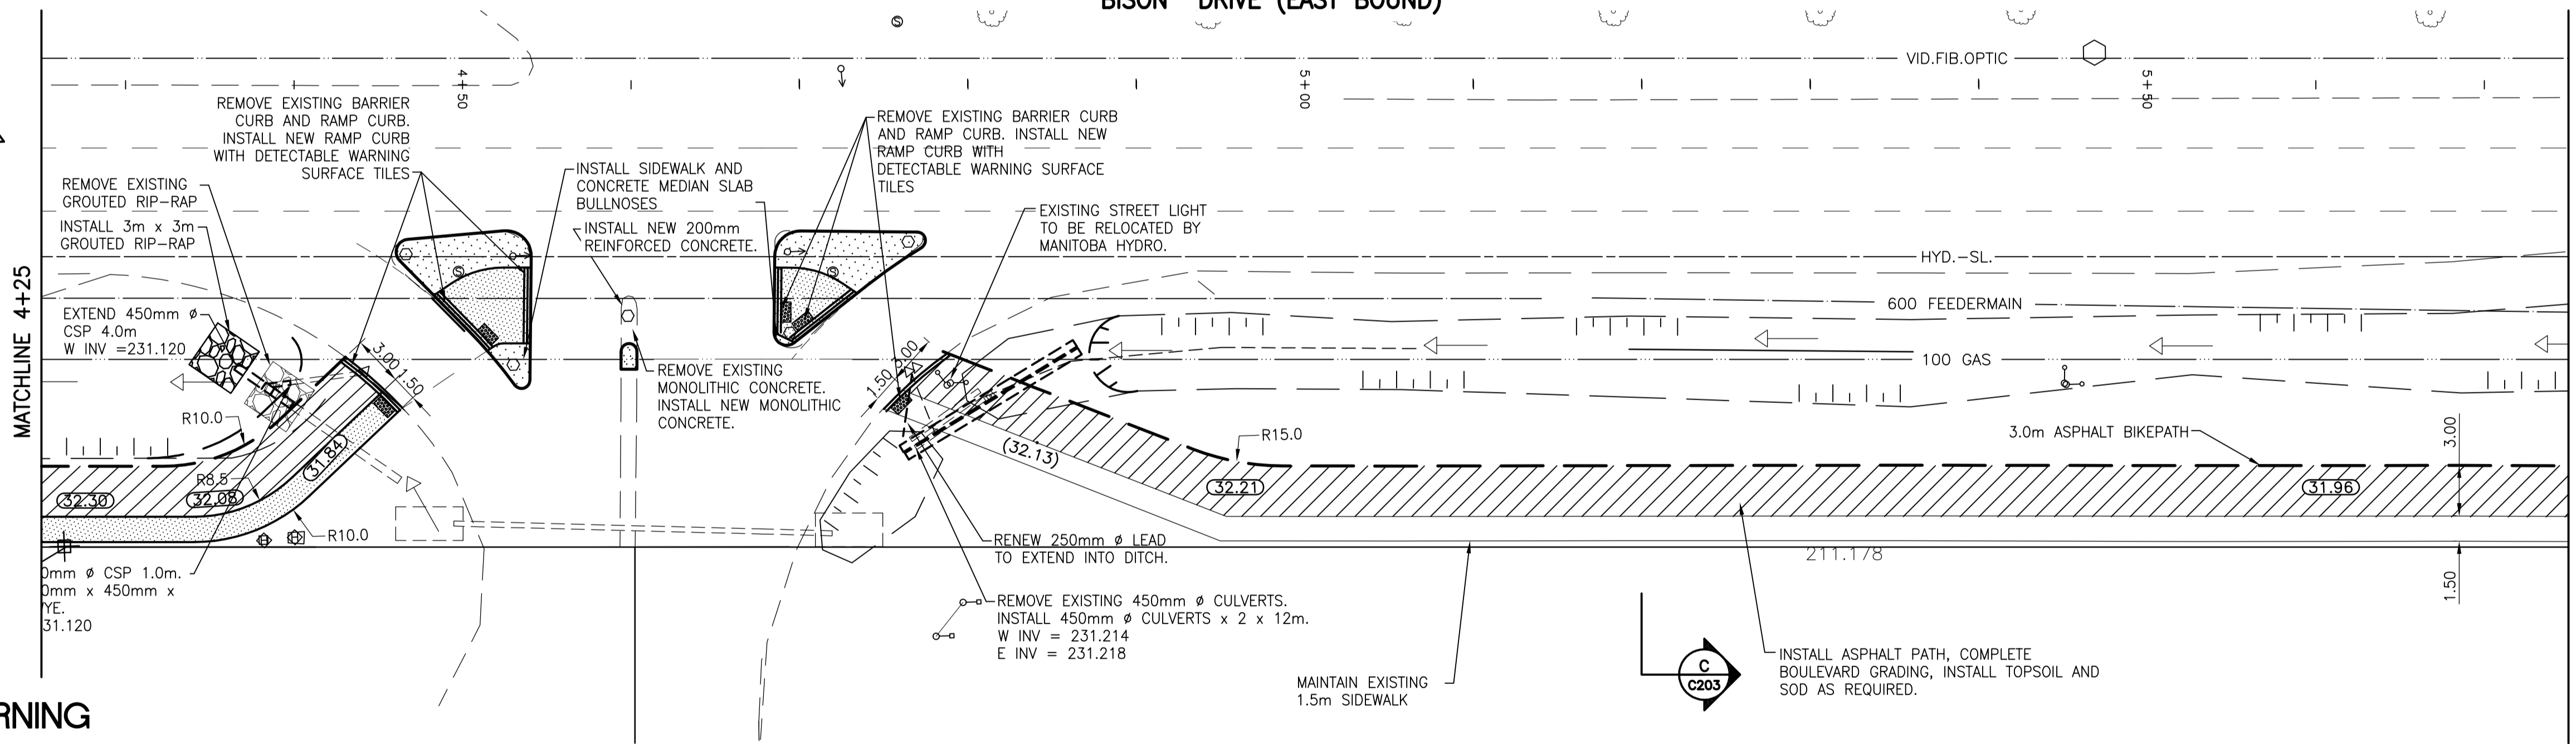 BISON DRIVE (EAST BOUND)
VID.FIB.OPTIC
4+50
5+00
5+50
REMOVE EXISTING BARRIER
CURB AND RAMP CURB.
INSTALL NEW RAMP CURB
WITH DETECTABLE WARNING
SURFACE TILES
REMOVE EXISTING BARRIER CURB
AND RAMP CURB. INSTALL NEW
RAMP CURB WITH
DETECTABLE WARNING SURFACE
TILES
INSTALL SIDEWALK AND
CONCRETE MEDIAN SLAB
BULLNOSES
REMOVE EXISTING
GROUTED RIP-RAP
INSTALL 3m x 3m
GROUTED RIP-RAP
INSTALL NEW 200mm
REINFORCED CONCRETE.
EXISTING STREET LIGHT
TO BE RELOCATED BY
MANITOBA HYDRO.
HYD.-SL.
600 FEEDERMAIN
100 GAS
MATCHLINE 4+25
EXTEND 450mm ø
CSP 4.0m
W INV =231.120
S
S
S
3.00
1.50
1.50
3.00
REMOVE EXISTING
MONOLITHIC CONCRETE.
INSTALL NEW MONOLITHIC
CONCRETE.
R10.0
31.84
R8.5
32.30
32.08
R10.0
(32.13)
R15.0
32.21
3.0m ASPHALT BIKEPATH
3.00
31.96
211.178
1.50
RENEW 250mm ø LEAD
TO EXTEND INTO DITCH.
0mm ø CSP 1.0m.
0mm x 450mm x
YE.
31.120
REMOVE EXISTING 450mm ø CULVERTS.
INSTALL 450mm ø CULVERTS x 2 x 12m.
W INV = 231.214
E INV = 231.218
MAINTAIN EXISTING
1.5m SIDEWALK
C
C203
INSTALL ASPHALT PATH, COMPLETE
BOULEVARD GRADING, INSTALL TOPSOIL AND
SOD AS REQUIRED.
RNING